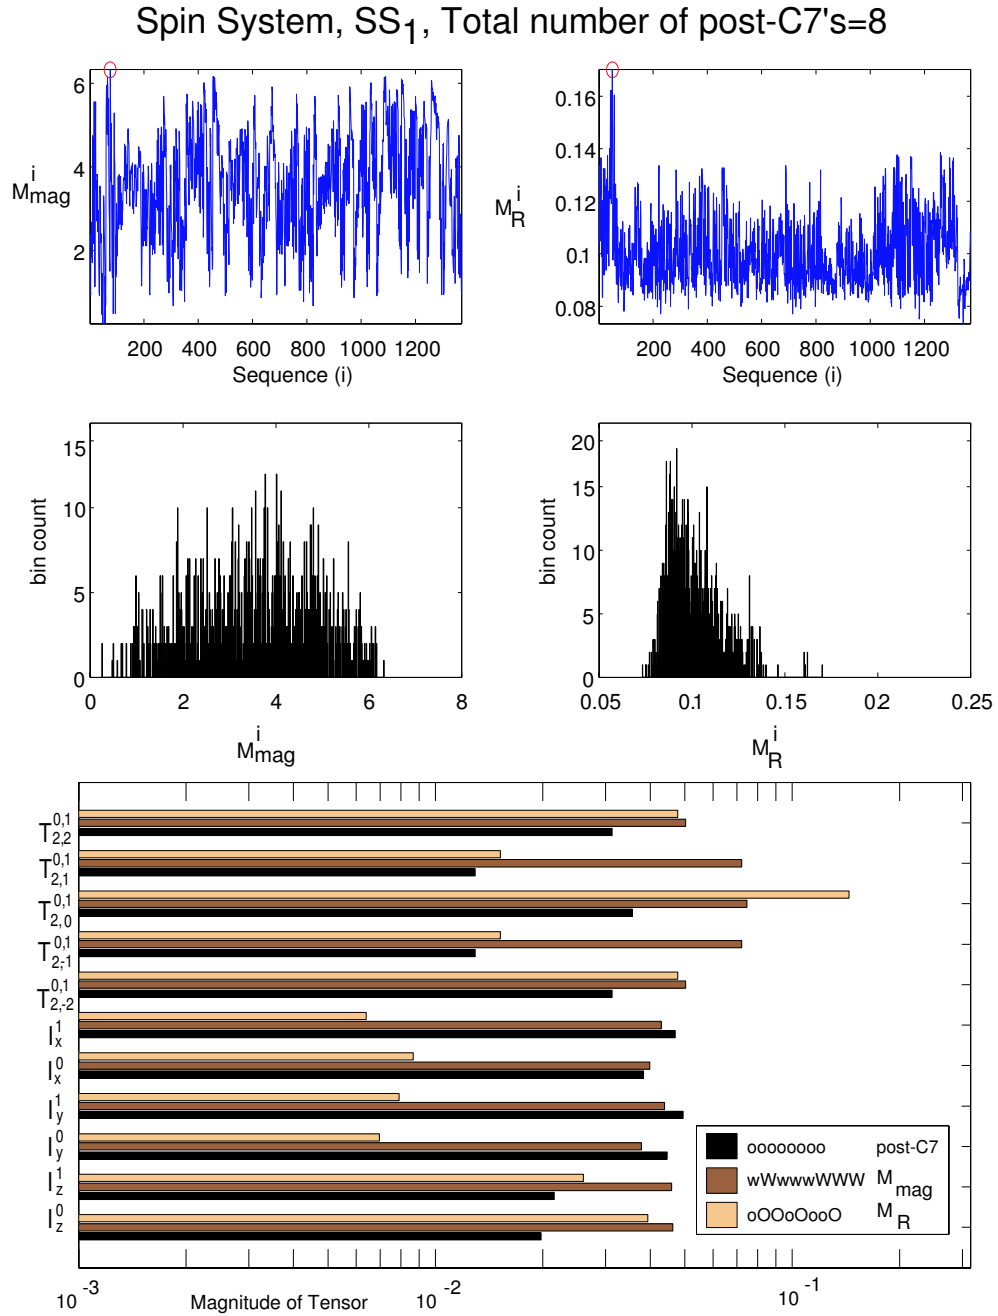 Spin System, SS1, Total number of post-C7's=8
6
4
2
M^i_mag
200 400 600 800 1000 1200
Sequence (i)
0.16
0.14
0.12
0.1
0.08
M^i_R
200 400 600 800 1000 1200
Sequence (i)
15
10
5
0
bin count
0 2 4 6 8
M^i_mag
20
15
10
5
0
bin count
0.05 0.1 0.15 0.2 0.25
M^i_R
T^0,1_2,2
T^0,1_2,1
T^0,1_2,0
T^0,1_2,-1
T^0,1_2,-2
I^1_x
I^0_x
I^1_y
I^0_y
I^1_z
I^0_z
oooooooo post-C7
wWwwwWWW M_mag
oOOoOooO M_R
10^-3 10^-2 10^-1
Magnitude of Tensor